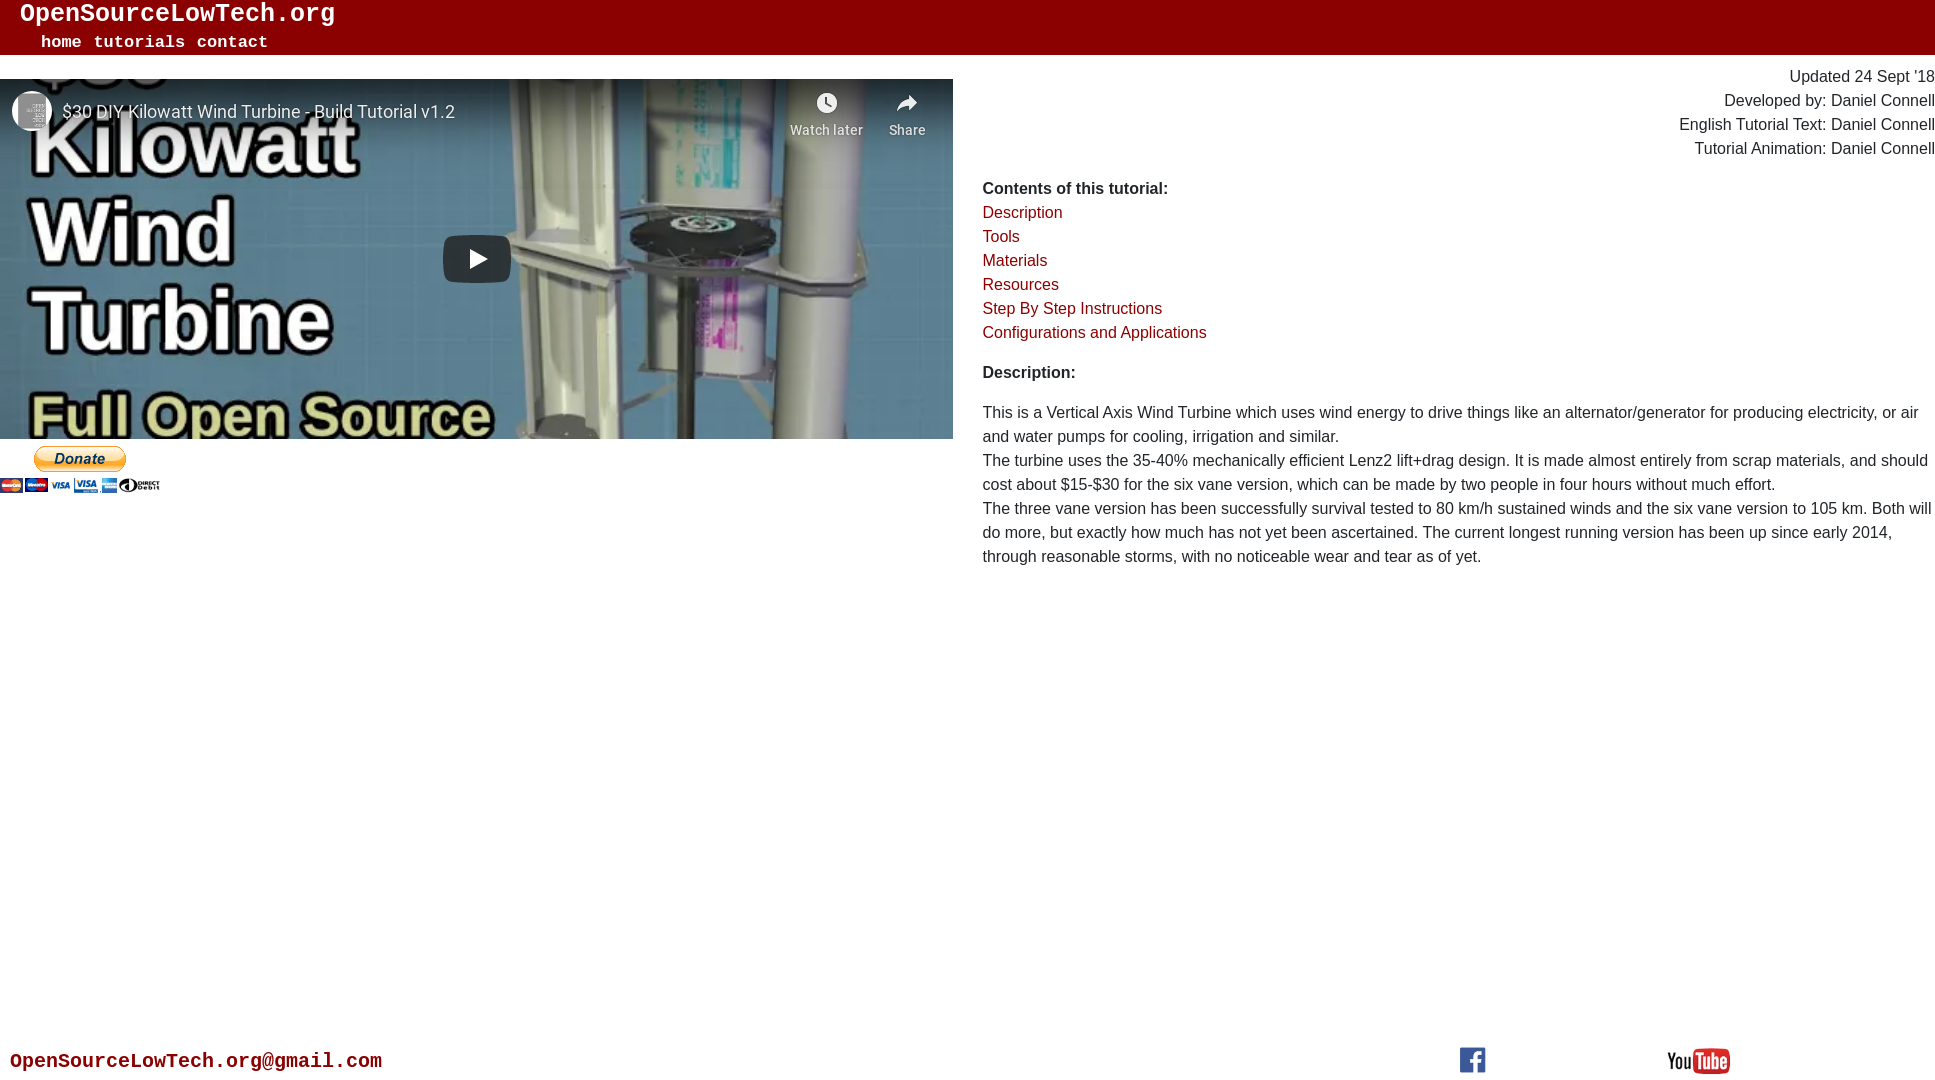 OpenSourceLowTech.org
home tutorials contact
$30 DIY Kilowatt Wind Turbine - Build Tutorial v1.2
Watch later
Share
Kilowatt
Wind
Turbine
Full Open Source
Donate
VISA
VISA
DIRECT
Debit
Updated 24 Sept '18
Developed by: Daniel Connell
English Tutorial Text: Daniel Connell
Tutorial Animation: Daniel Connell
Contents of this tutorial:
Description
Tools
Materials
Resources
Step By Step Instructions
Configurations and Applications
Description:
This is a Vertical Axis Wind Turbine which uses wind energy to drive things like an alternator/generator for producing electricity, or air
and water pumps for cooling, irrigation and similar.
The turbine uses the 35-40% mechanically efficient Lenz2 lift+drag design. It is made almost entirely from scrap materials, and should
cost about $15-$30 for the six vane version, which can be made by two people in four hours without much effort.
The three vane version has been successfully survival tested to 80 km/h sustained winds and the six vane version to 105 km. Both will
do more, but exactly how much has not yet been ascertained. The current longest running version has been up since early 2014,
through reasonable storms, with no noticeable wear and tear as of yet.
OpenSourceLowTech.org@gmail.com
YouTube